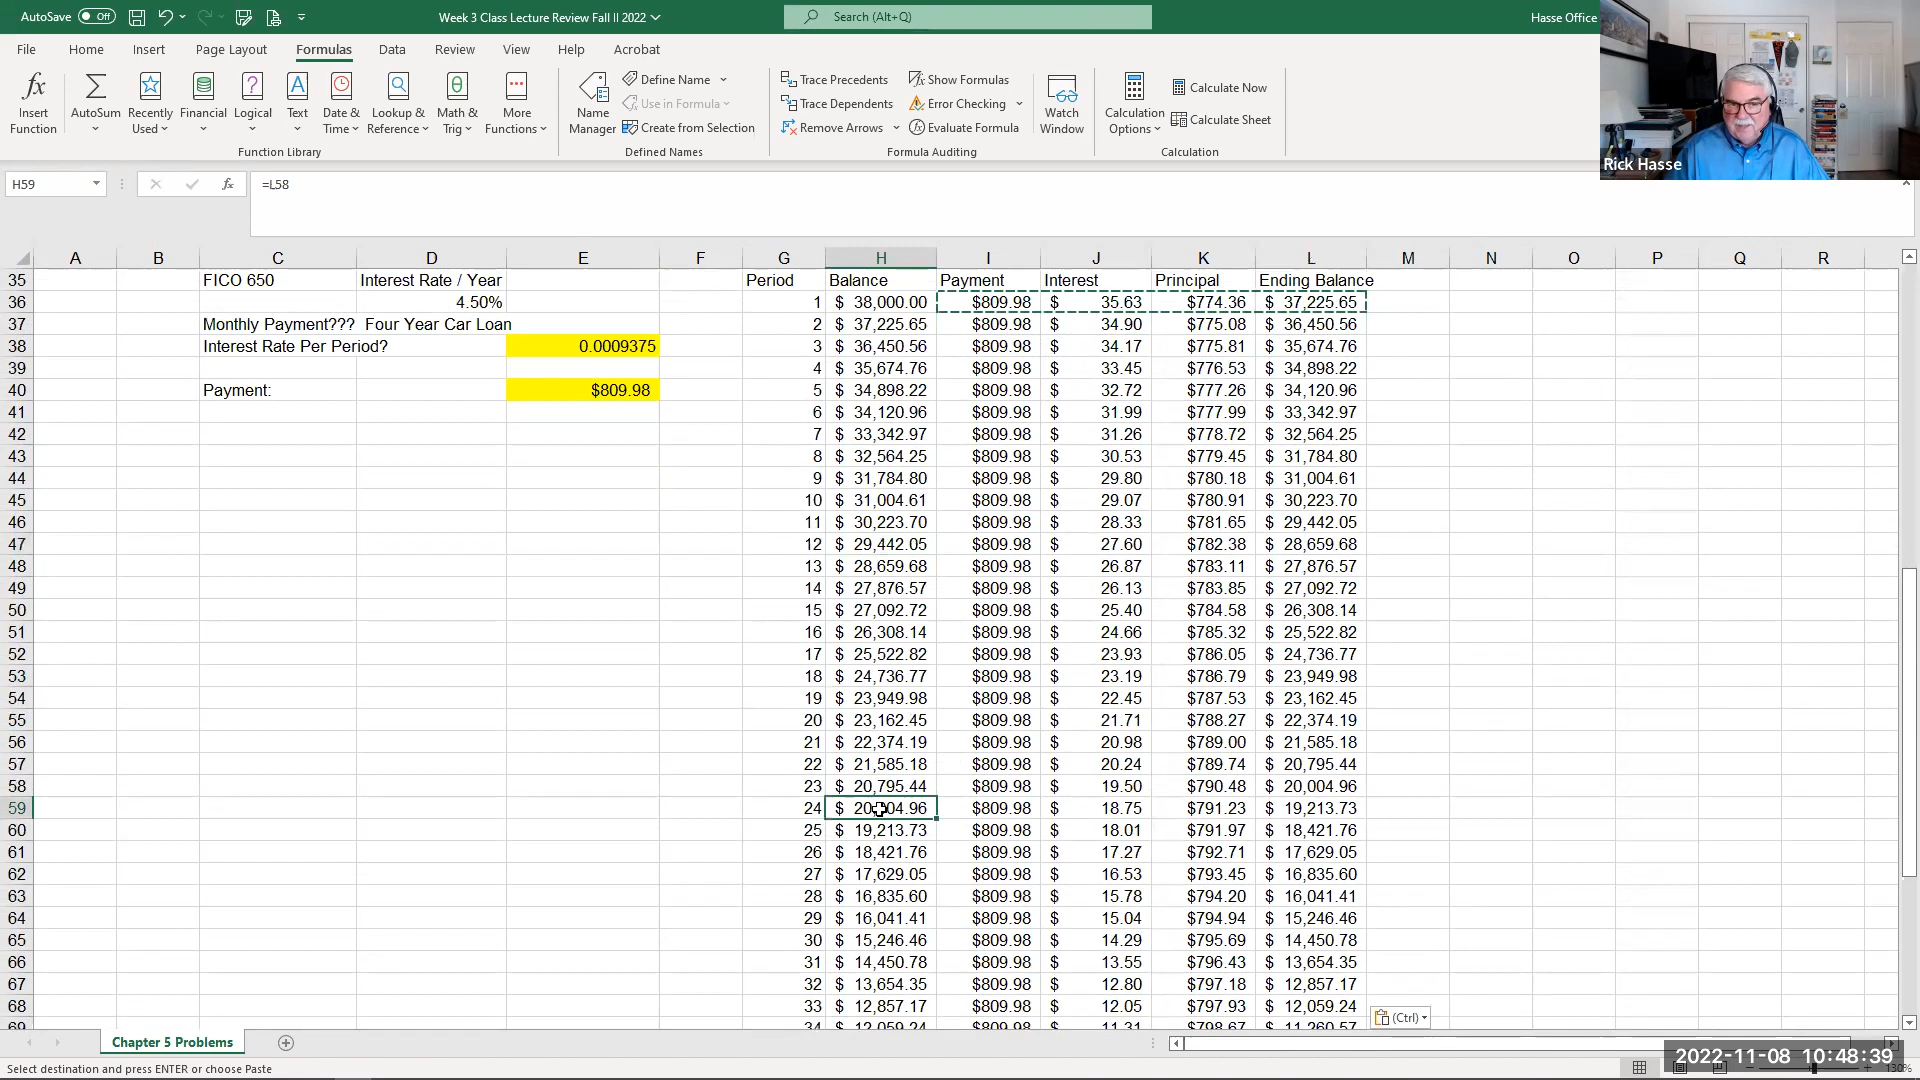 AutoSave Off Week 3 Class Lecture Review Fall II 2022 Search (Alt+Q) Hasse Office
File Home Insert Page Layout Formulas Data Review View Help Acrobat
Insert Function AutoSum Recently Used Financial Logical Text Date & Time Lookup & Reference Math & Trig More Functions
Name Manager Define Name Use in Formula Create from Selection
Trace Precedents Trace Dependents Remove Arrows Show Formulas Error Checking Evaluate Formula Watch Window
Calculation Options Calculate Now Calculate Sheet
Function Library Defined Names Formula Auditing Calculation
Rick Hasse
H59 fx =L58
A B C D E F G H I J K L M N O P Q R
35 FICO 650 Interest Rate / Year Period Balance Payment Interest Principal Ending Balance
36 4.50% 1 $ 38,000.00 $809.98 $ 35.63 $774.36 $ 37,225.65
37 Monthly Payment??? Four Year Car Loan 2 $ 37,225.65 $809.98 $ 34.90 $775.08 $ 36,450.56
38 Interest Rate Per Period? 0.0009375 3 $ 36,450.56 $809.98 $ 34.17 $775.81 $ 35,674.76
39 4 $ 35,674.76 $809.98 $ 33.45 $776.53 $ 34,898.22
40 Payment: $809.98 5 $ 34,898.22 $809.98 $ 32.72 $777.26 $ 34,120.96
41 6 $ 34,120.96 $809.98 $ 31.99 $777.99 $ 33,342.97
42 7 $ 33,342.97 $809.98 $ 31.26 $778.72 $ 32,564.25
43 8 $ 32,564.25 $809.98 $ 30.53 $779.45 $ 31,784.80
44 9 $ 31,784.80 $809.98 $ 29.80 $780.18 $ 31,004.61
45 10 $ 31,004.61 $809.98 $ 29.07 $780.91 $ 30,223.70
46 11 $ 30,223.70 $809.98 $ 28.33 $781.65 $ 29,442.05
47 12 $ 29,442.05 $809.98 $ 27.60 $782.38 $ 28,659.68
48 13 $ 28,659.68 $809.98 $ 26.87 $783.11 $ 27,876.57
49 14 $ 27,876.57 $809.98 $ 26.13 $783.85 $ 27,092.72
50 15 $ 27,092.72 $809.98 $ 25.40 $784.58 $ 26,308.14
51 16 $ 26,308.14 $809.98 $ 24.66 $785.32 $ 25,522.82
52 17 $ 25,522.82 $809.98 $ 23.93 $786.05 $ 24,736.77
53 18 $ 24,736.77 $809.98 $ 23.19 $786.79 $ 23,949.98
54 19 $ 23,949.98 $809.98 $ 22.45 $787.53 $ 23,162.45
55 20 $ 23,162.45 $809.98 $ 21.71 $788.27 $ 22,374.19
56 21 $ 22,374.19 $809.98 $ 20.98 $789.00 $ 21,585.18
57 22 $ 21,585.18 $809.98 $ 20.24 $789.74 $ 20,795.44
58 23 $ 20,795.44 $809.98 $ 19.50 $790.48 $ 20,004.96
59 24 $ 20,004.96 $809.98 $ 18.75 $791.23 $ 19,213.73
60 25 $ 19,213.73 $809.98 $ 18.01 $791.97 $ 18,421.76
61 26 $ 18,421.76 $809.98 $ 17.27 $792.71 $ 17,629.05
62 27 $ 17,629.05 $809.98 $ 16.53 $793.45 $ 16,835.60
63 28 $ 16,835.60 $809.98 $ 15.78 $794.20 $ 16,041.41
64 29 $ 16,041.41 $809.98 $ 15.04 $794.94 $ 15,246.46
65 30 $ 15,246.46 $809.98 $ 14.29 $795.69 $ 14,450.78
66 31 $ 14,450.78 $809.98 $ 13.55 $796.43 $ 13,654.35
67 32 $ 13,654.35 $809.98 $ 12.80 $797.18 $ 12,857.17
68 33 $ 12,857.17 $809.98 $ 12.05 $797.93 $ 12,059.24
69 34 $ 12,059.24 $809.98 $ 11.31 $798.67 $ 11,260.57
(Ctrl)
Chapter 5 Problems
Select destination and press ENTER or choose Paste
2022-11-08 10:48:39
130%